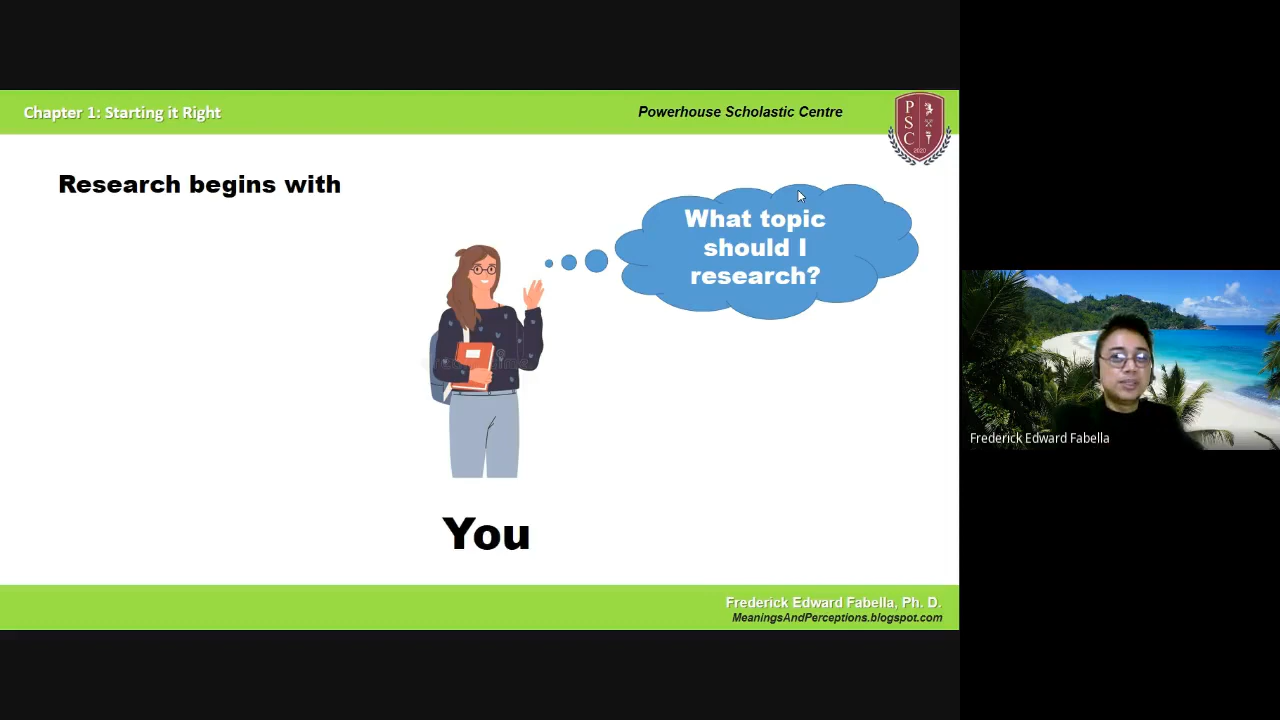 Chapter 1: Starting it Right
Powerhouse Scholastic Centre
P
S
C
2020
Research begins with
What topic
should I
research?
You
Frederick Edward Fabella
Frederick Edward Fabella, Ph. D.
MeaningsAndPerceptions.blogspot.com